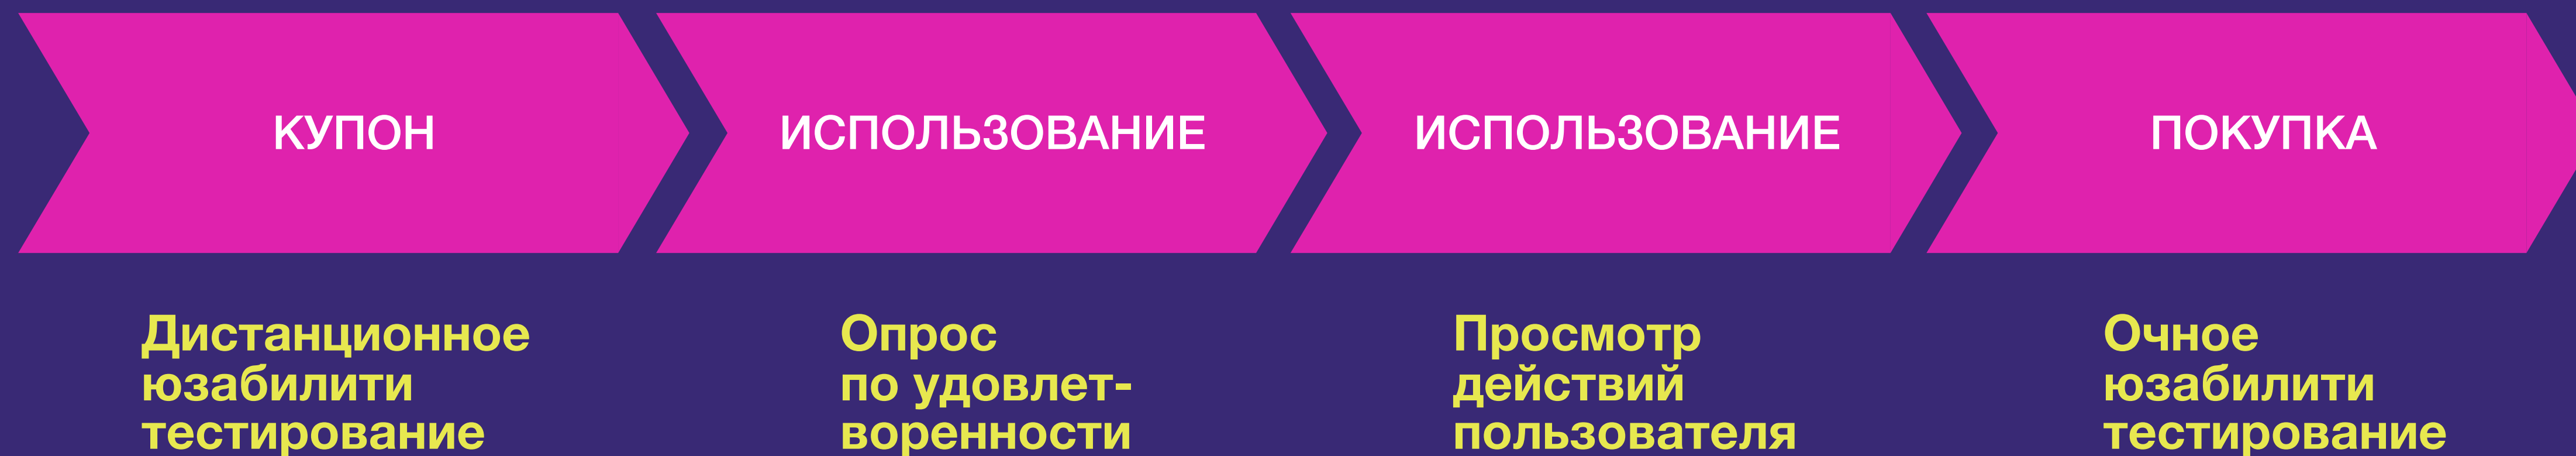 КУПОН
ИСПОЛЬЗОВАНИЕ
ИСПОЛЬЗОВАНИЕ
ПОКУПКА
Дистанционное
юзабилити
тестирование
Опрос
по удовлет-
воренности
Просмотр
действий
пользователя
Очное
юзабилити
тестирование